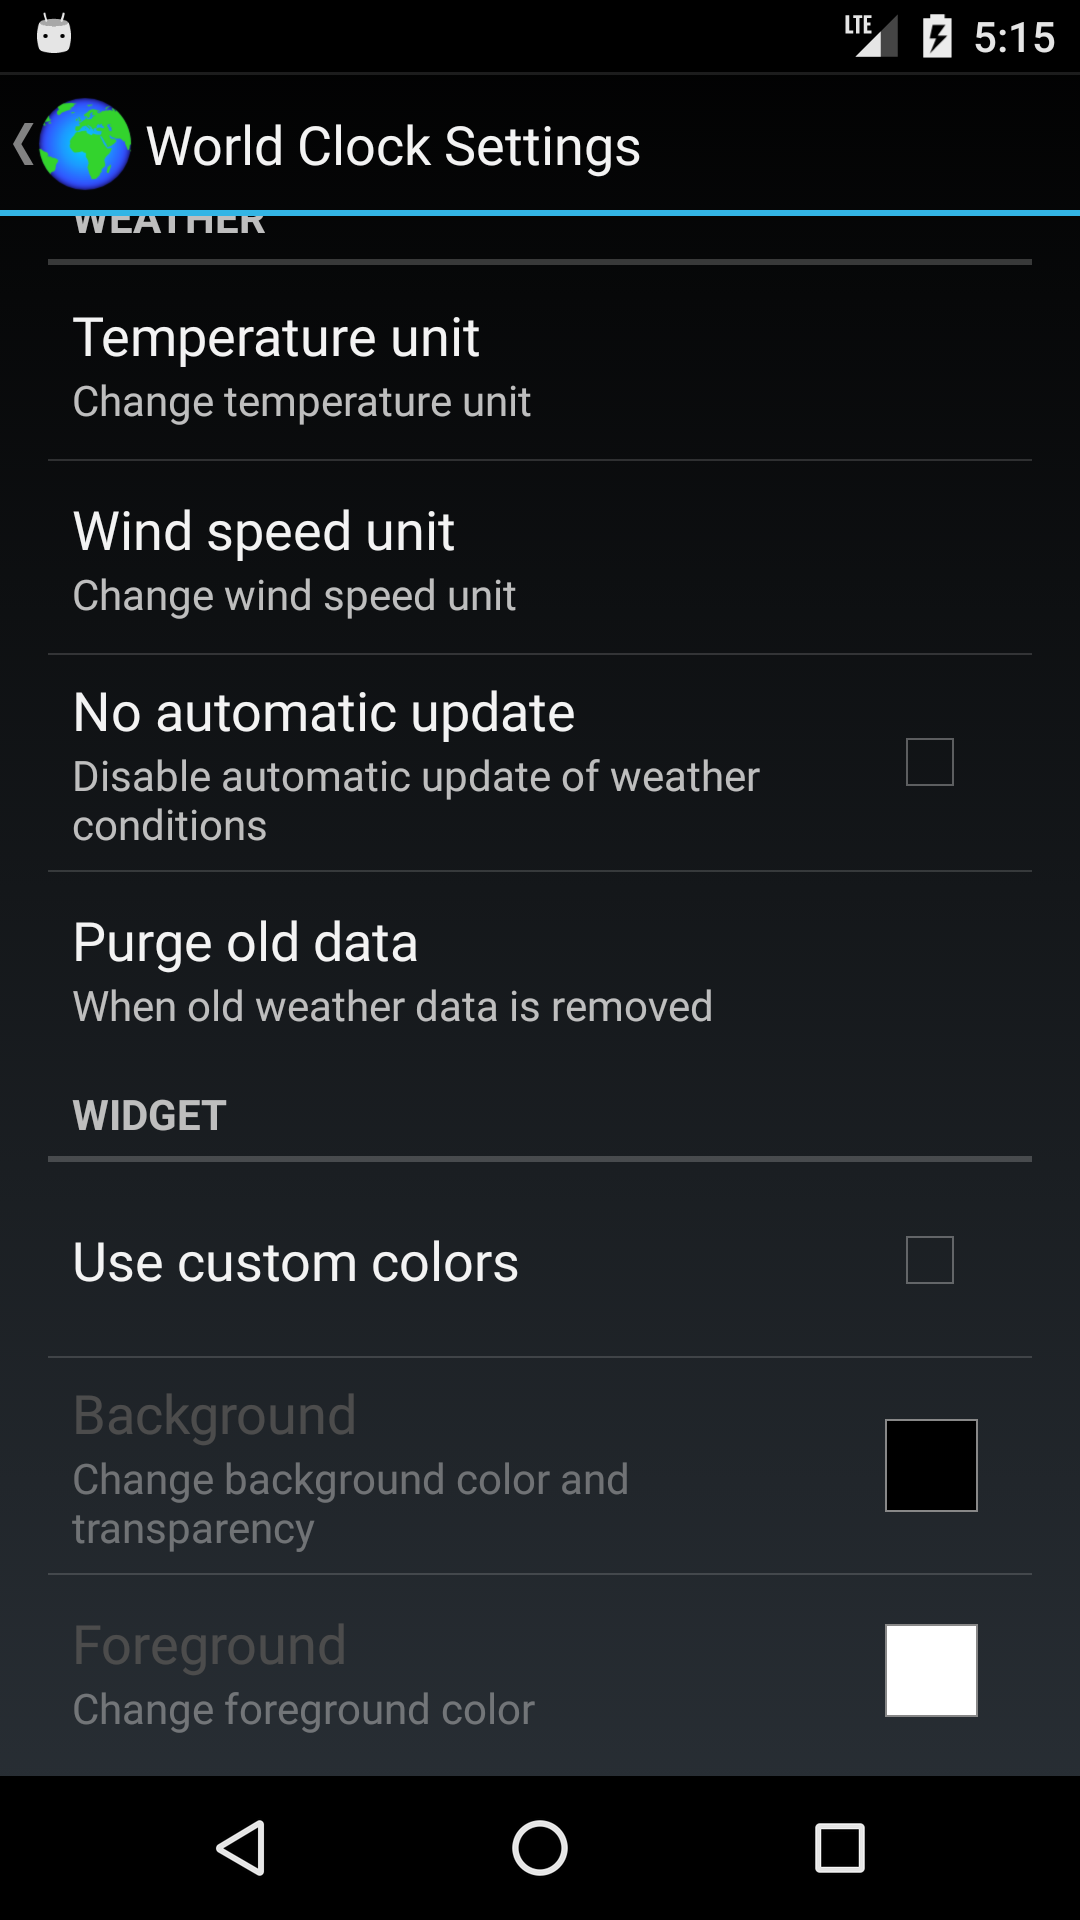 LTE 5:15
World Clock Settings
WEATHER
Temperature unit
Change temperature unit
Wind speed unit
Change wind speed unit
No automatic update
Disable automatic update of weather
conditions
Purge old data
When old weather data is removed
WIDGET
Use custom colors
Background
Change background color and
transparency
Foreground
Change foreground color